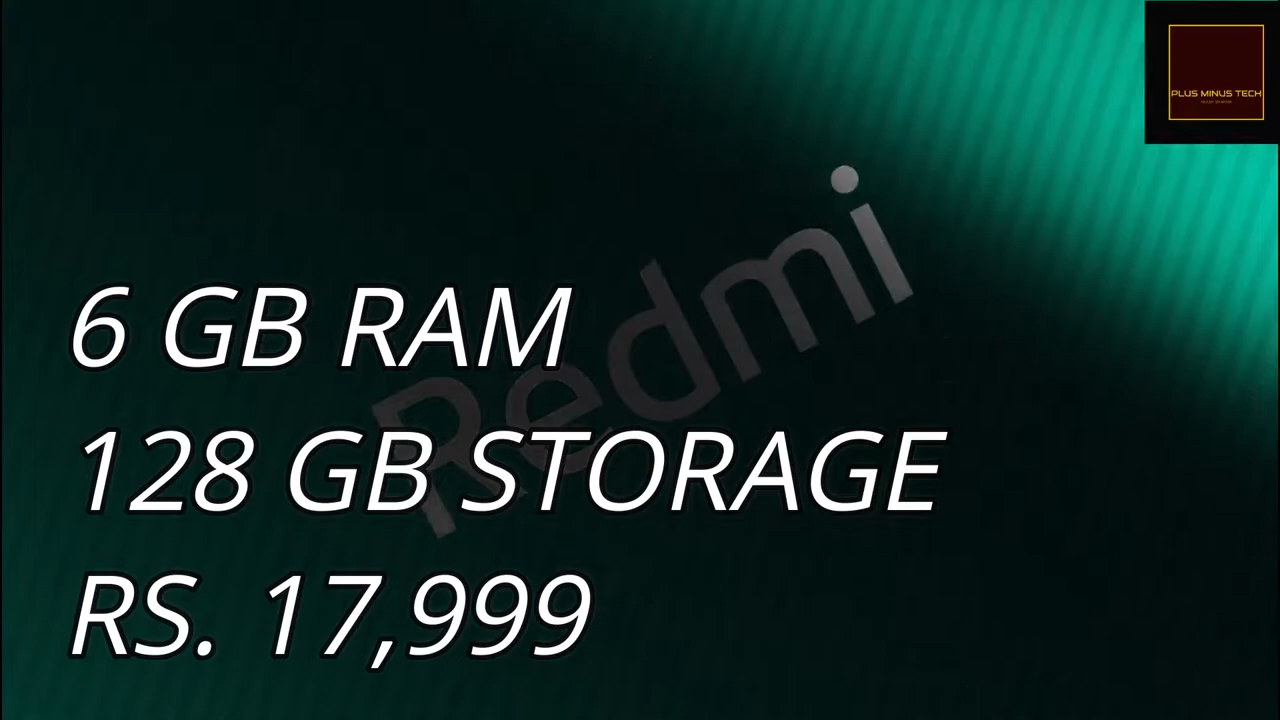 PLUS MINUS TECH
Redmi
6 GB RAM
128 GB STORAGE
RS. 17,999